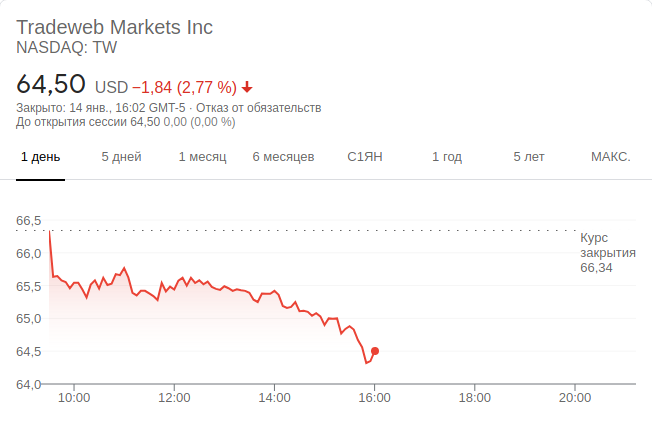 Tradeweb Markets Inc
NASDAQ: TW
64,50 USD −1,84 (2,77 %)
Закрыто: 14 янв., 16:02 GMT-5 · Отказ от обязательств
До открытия сессии 64,50 0,00 (0,00 %)
1 день 5 дней 1 месяц 6 месяцев С1ЯН 1 год 5 лет МАКС.
66,5
Курс
закрытия
66,34
66,0
65,5
65,0
64,5
64,0
10:00 12:00 14:00 16:00 18:00 20:00